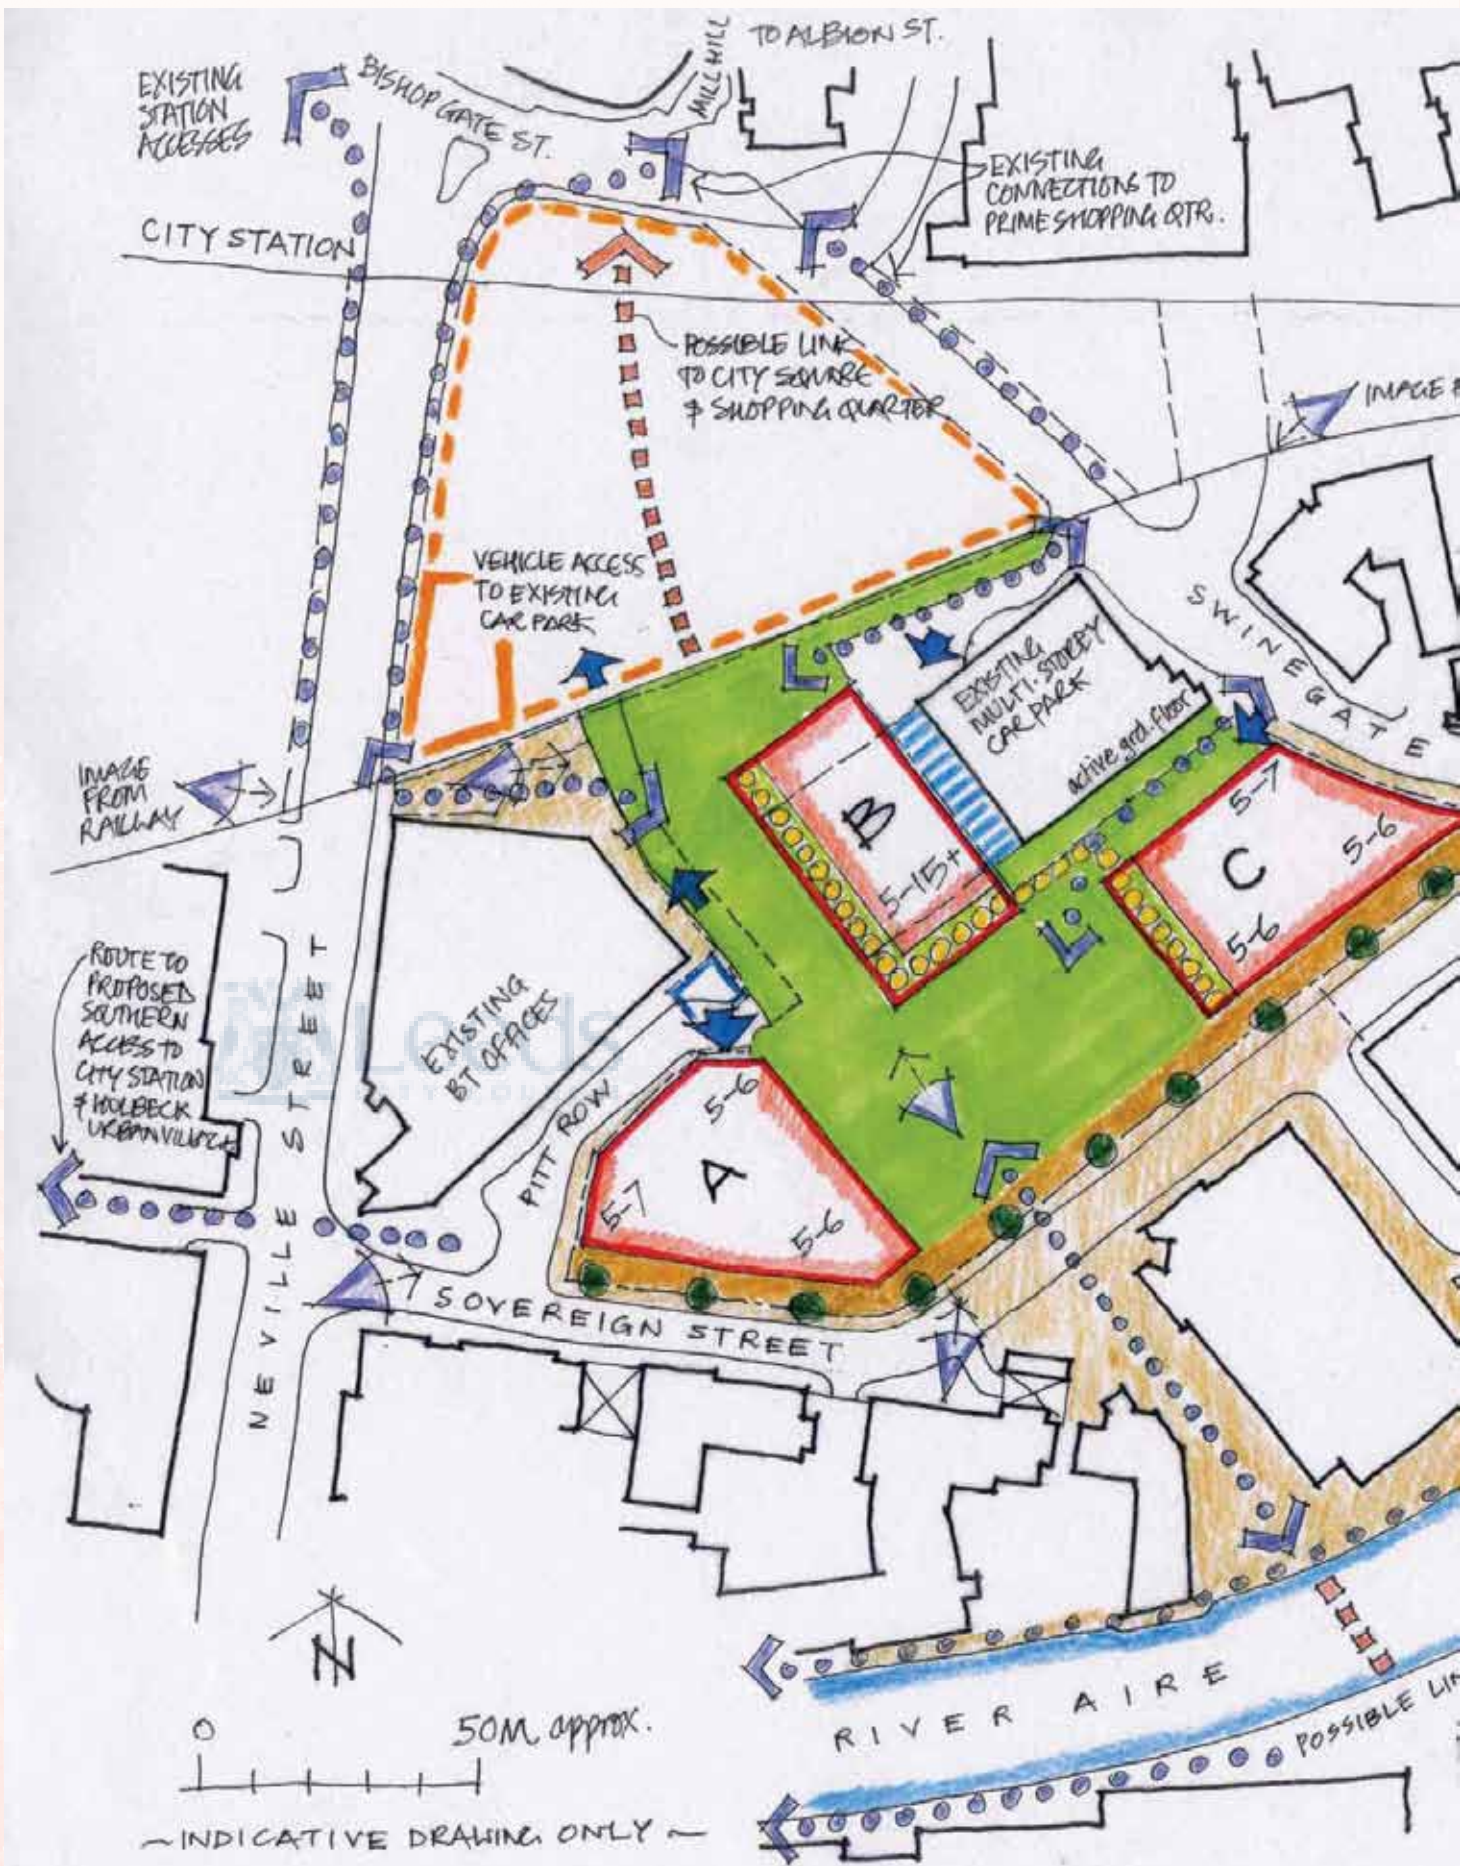 TO ALBION ST.
MILL HILL
EXISTING
STATION
ACCESSES
BISHOPGATE ST.
EXISTING
CONNECTIONS TO
PRIME SHOPPING QTR.
CITY STATION
POSSIBLE LINK
TO CITY SQUARE
& SHOPPING QUARTER
IMAGE
VEHICLE ACCESS
TO EXISTING
CAR PARK
SWINEGATE
EXISTING
MULTI-STOREY
CAR PARK
active grd. floor
IMAGE
FROM
RAILWAY
B
5-15+
5-7
5-6
C
5-6
ROUTE TO
PROPOSED
SOUTHERN
ACCESS TO
CITY STATION
& HOLBECK
URBAN VILLAGE
NEVILLE STREET
Leeds
CITY COUNCIL
EXISTING
BT OFFICES
PITT ROW
5-6
A
5-7
5-6
SOVEREIGN STREET
N
0 50M approx.
RIVER AIRE
POSSIBLE LIN
~ INDICATIVE DRAWING ONLY ~